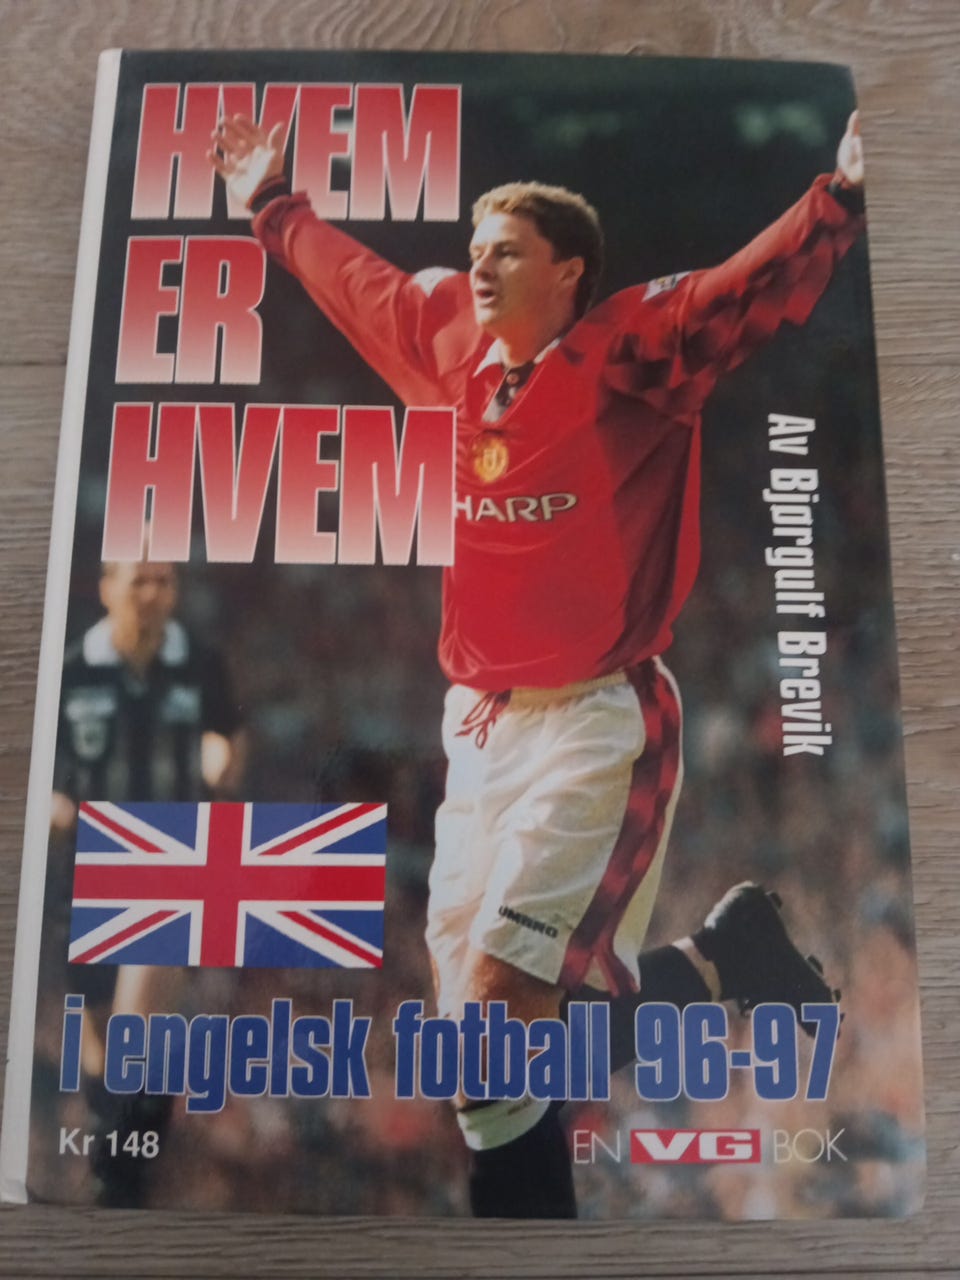 HVEM
ER
HVEM
Av Bjørgulf Brevik
HARP
UMBRO
i engelsk fotball 96-97
Kr 148
EN VG BOK